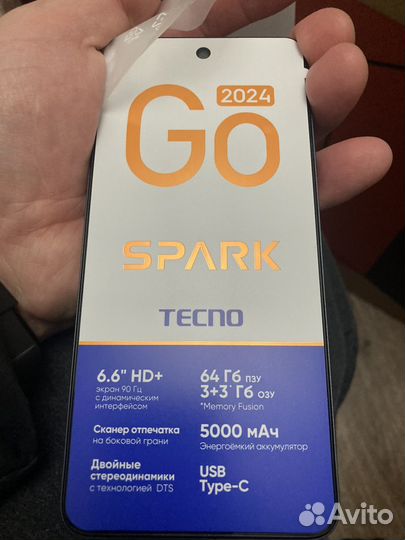 2024
Go
SPARK
TECNO
6.6" HD+
экран 90 Гц
с динамическим
интерфейсом
64 Гб ПЗУ
3+3* Гб ОЗУ
*Memory Fusion
Сканер отпечатка
на боковой грани
5000 мАч
Энергоёмкий аккумулятор
Двойные
стереодинамики
с технологией DTS
USB
Type-C
Avito